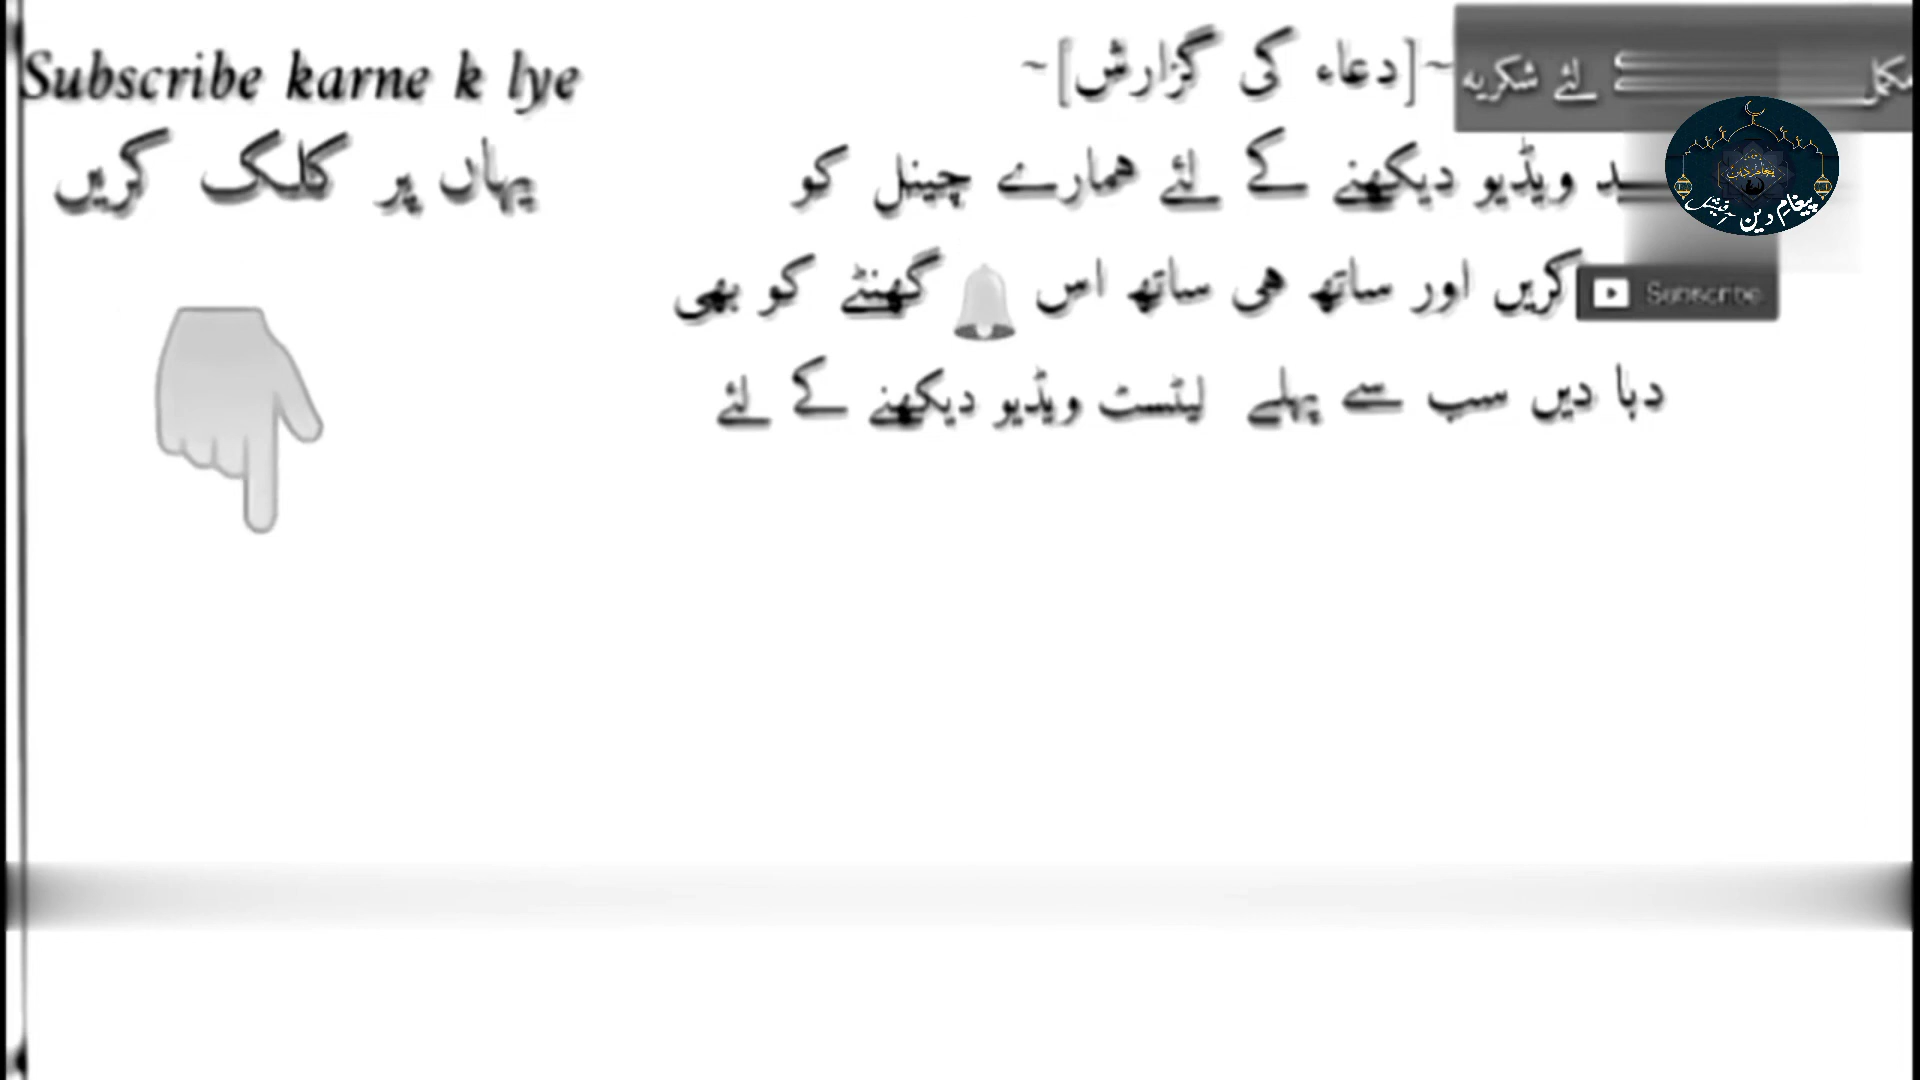 Subscribe karne k lye
یہاں پر کلک کریں
لئے شکریہ ~[دعاء کی گزارش]~
ویڈیو دیکھنے کے لئے ہمارے چینل کو
Subscribe کریں اور ساتھ ہی ساتھ اس گھنٹے کو بھی
دبا دیں سب سے پہلے لیٹسٹ ویڈیو دیکھنے کے لئے
پیغام دین آفیشل